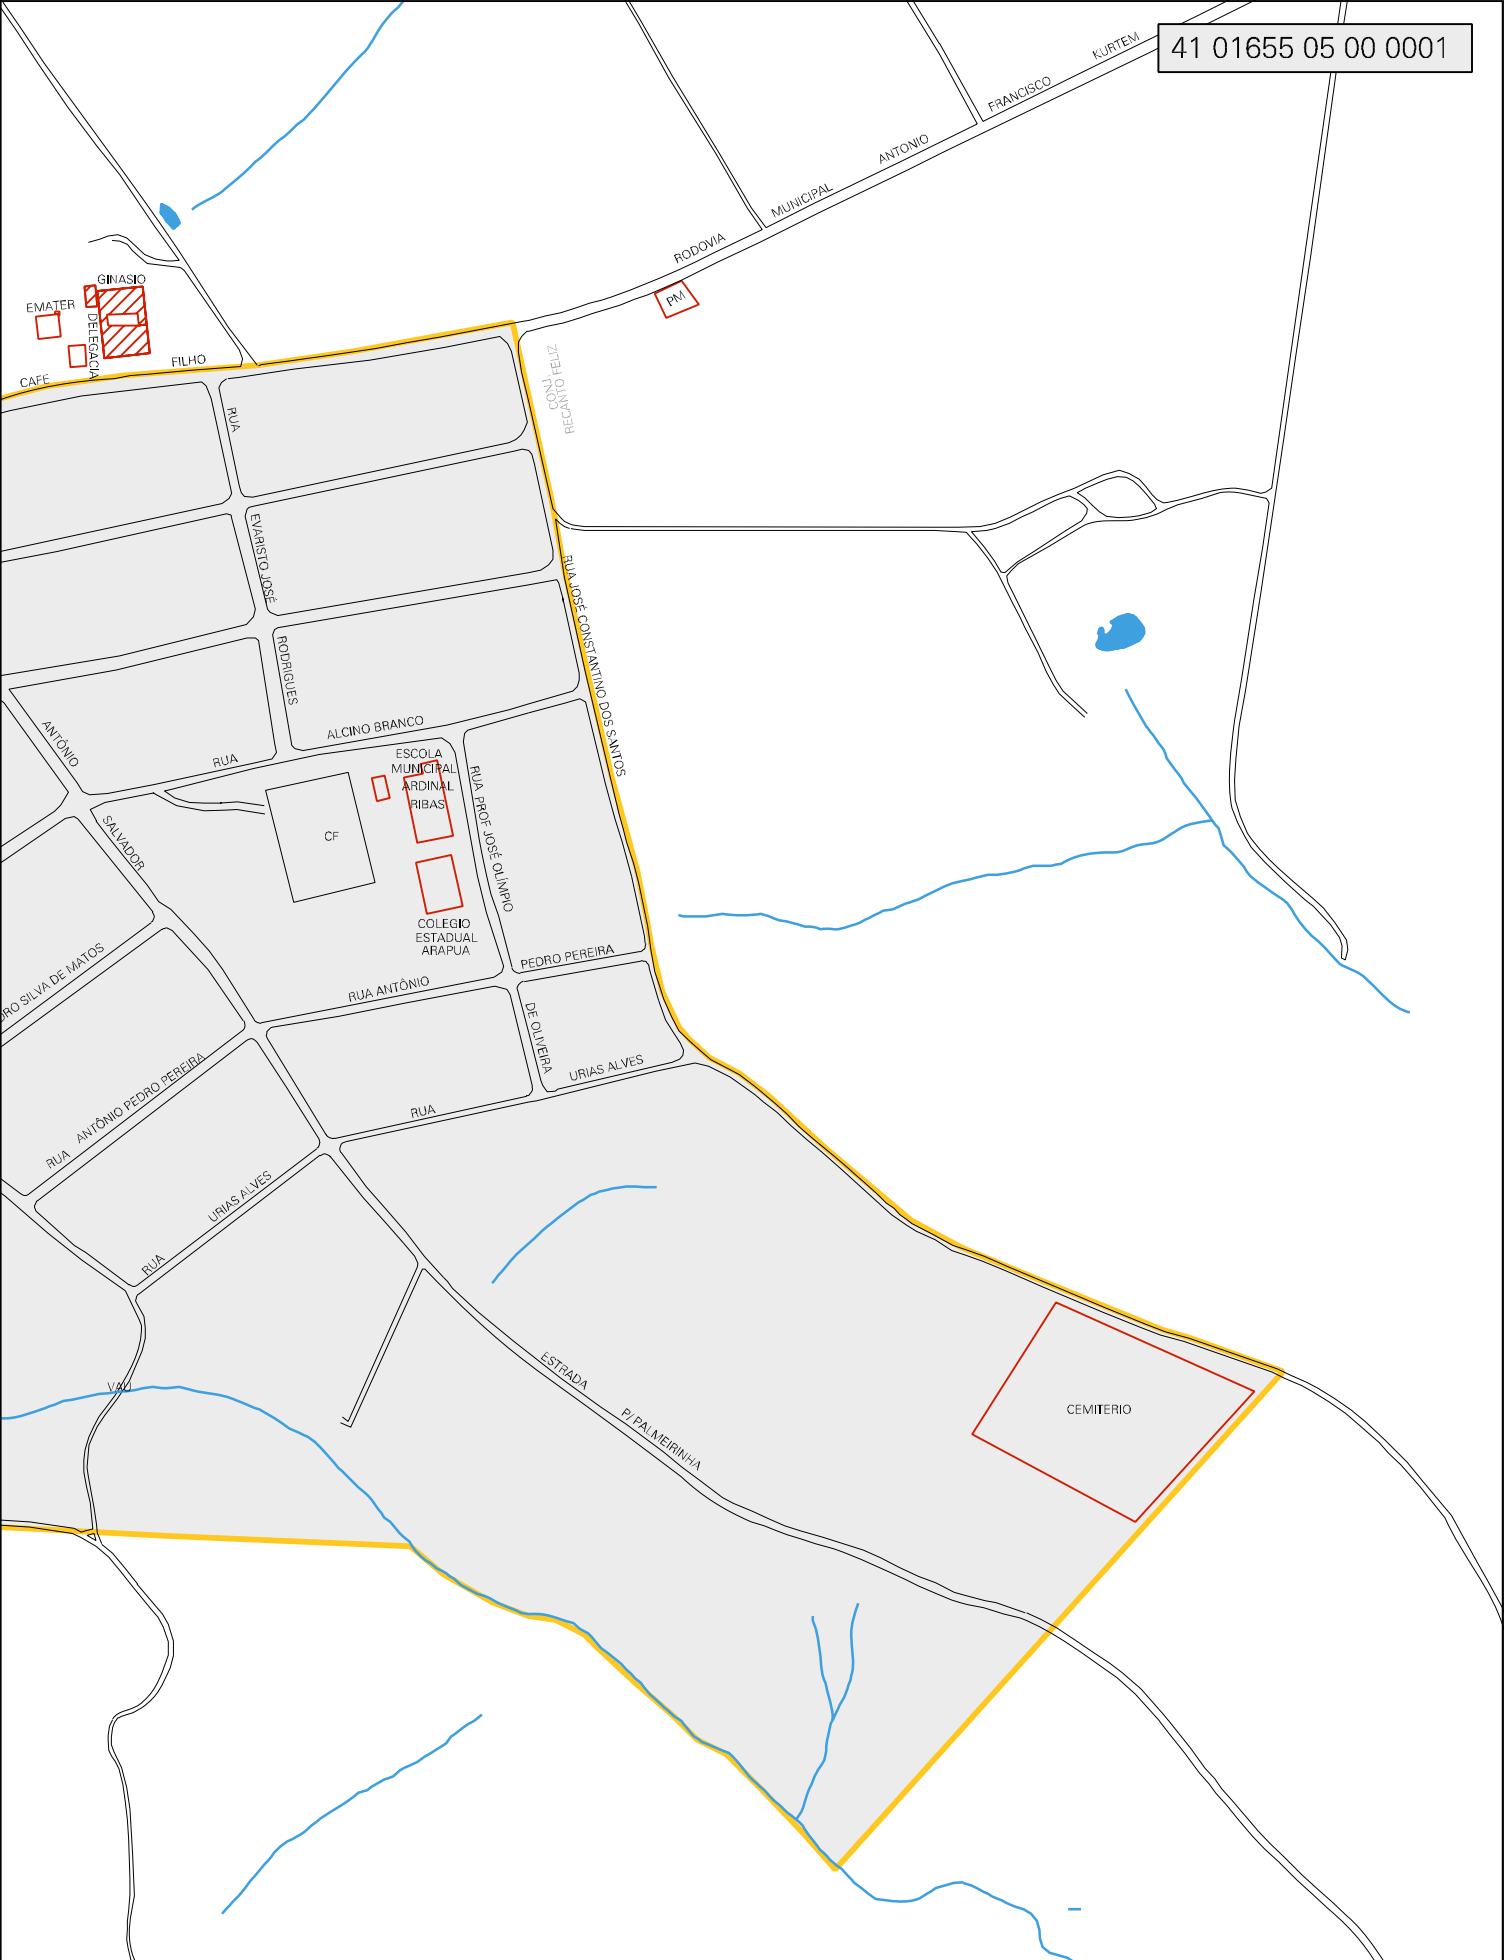 41 01655 05 00 0001
KURTEM
FRANCISCO
ANTONIO
MUNICIPAL
RODOVIA
PM
GINASIO
EMATER
DELEGACIA
FILHO
CAFE
CONJ.
RECANTO FELIZ
RUA
EVARISTO JOSÉ
RODRIGUES
RUA JOSÉ CONSTANTINO DOS SANTOS
ANTÔNIO
RUA
ALCINO BRANCO
ESCOLA
MUNICIPAL
ARDINAL
RIBAS
CF
SALVADOR
RUA PROF JOSÉ OLÍMPIO
COLEGIO
ESTADUAL
ARAPUA
PEDRO PEREIRA
RUA ANTÔNIO
DRO SILVA DE MATOS
DE OLIVEIRA
URIAS ALVES
RUA
ANTÔNIO PEDRO PEREIRA
RUA
URIAS ALVES
RUA
VAU
ESTRADA
P/ PALMEIRINHA
CEMITERIO